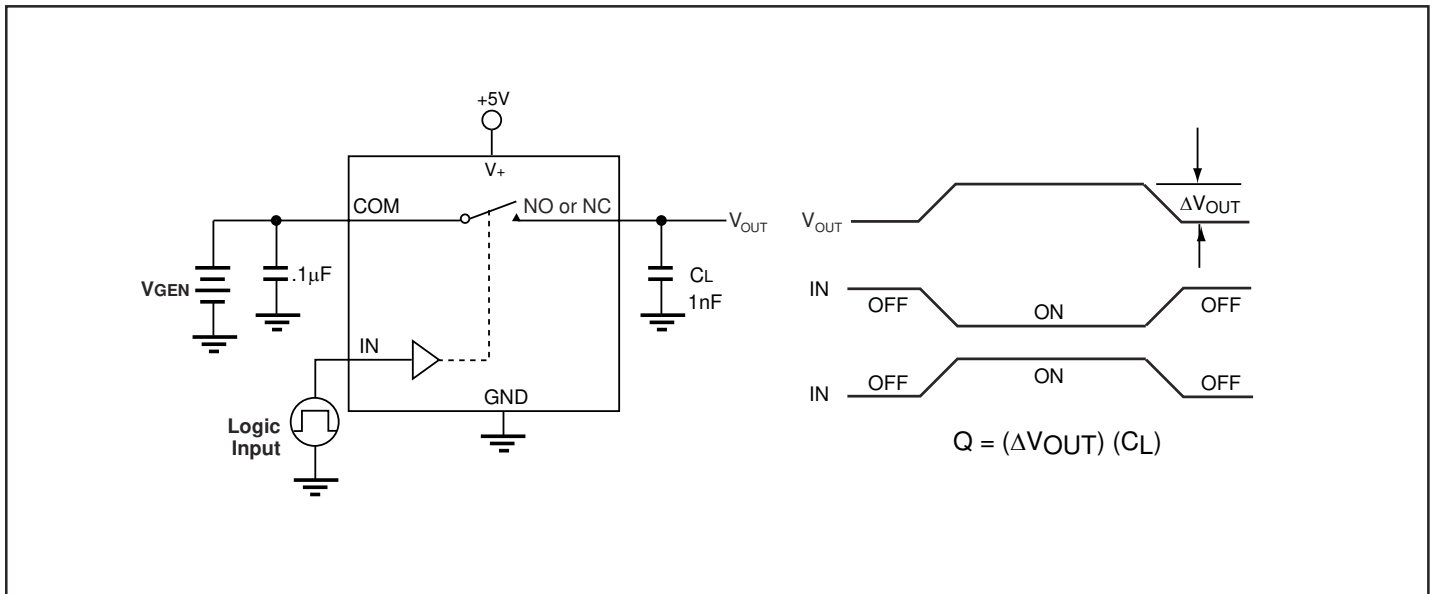 +5V
V+
COM
NO or NC
VOUT
VGEN
.1µF
CL
1nF
IN
GND
Logic
Input
VOUT
ΔVOUT
IN
OFF
ON
OFF
IN
OFF
ON
OFF
Q = (ΔVOUT) (CL)